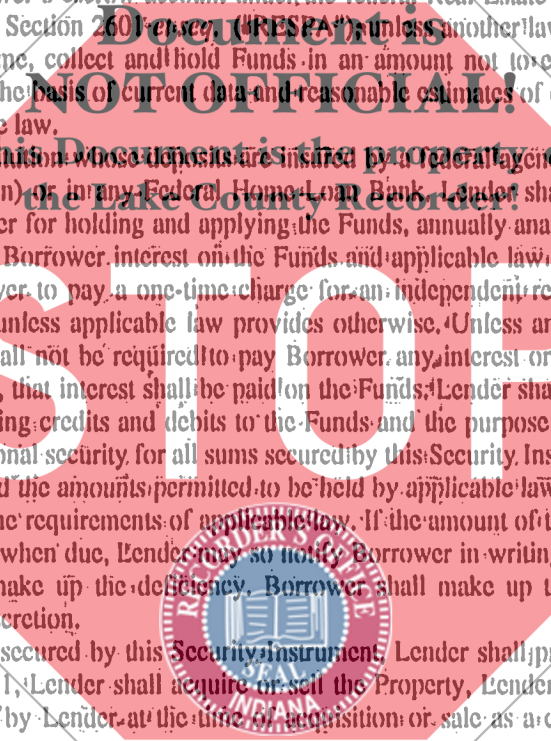 Document is
Section 2601 et seq. ("RESPA"), unless another law
me, collect and hold Funds in an amount not to
NOT OFFICIAL!
the basis of current data and reasonable estimates of
e law.
is Document is the property
tution whose deposits are insured by a federal agen
the Lake County Recorder!
n) or in any Federal Home Loan Bank. Lender sha
er for holding and applying the Funds, annually ana
Borrower interest on the Funds and applicable law
wer to pay a one-time charge for an independent re
STOP
unless applicable law provides otherwise. Unless an
all not be required to pay Borrower any interest or
, that interest shall be paid on the Funds. Lender sha
ing credits and debits to the Funds and the purpose
onal security for all sums secured by this Security Ins
d the amounts permitted to be held by applicable law
he requirements of applicable law. If the amount of
when due, Lender may so notify Borrower in writing
make up the deficiency. Borrower shall make up t
cretion.
RECORDER'S OFFICE
SEAL
INDIANA
secured by this Security Instrument, Lender shall p
1, Lender shall acquire or sell the Property, Lender
by Lender at the time of acquisition or sale as a c